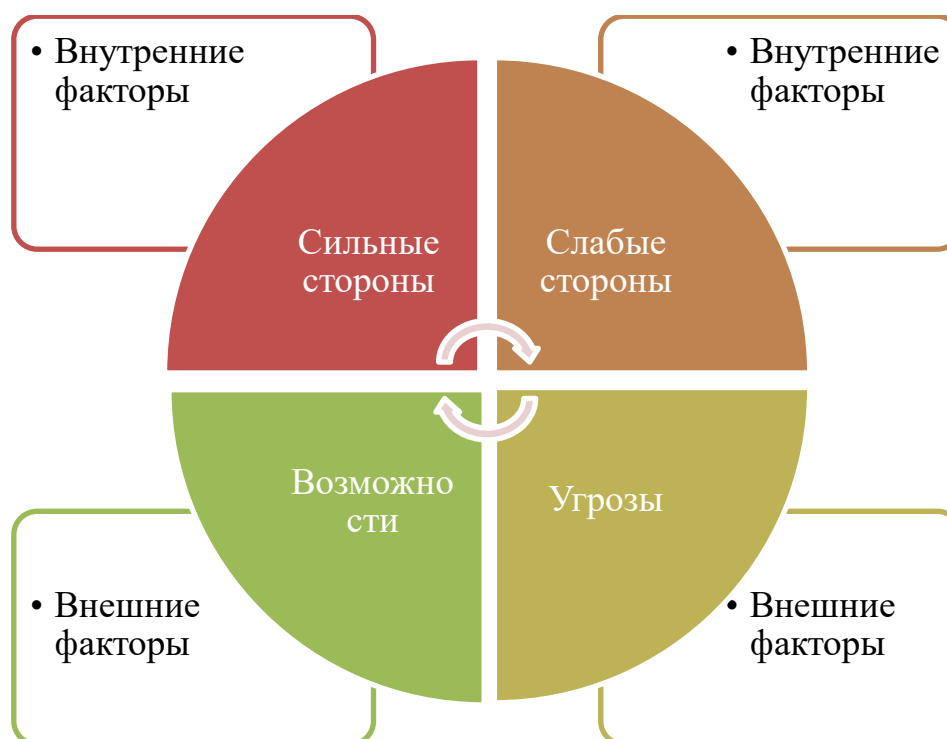 • Внутренние
факторы
• Внутренние
факторы
Сильные
стороны
Слабые
стороны
Возможно
сти
Угрозы
• Внешние
факторы
• Внешние
факторы